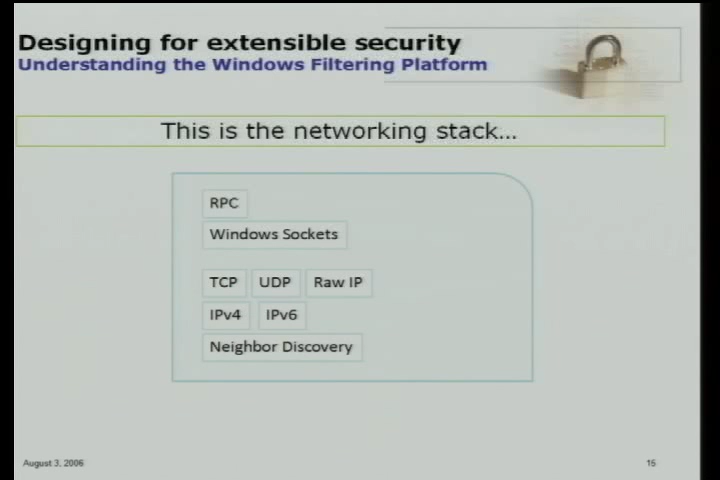 Designing for extensible security
Understanding the Windows Filtering Platform
This is the networking stack...
RPC
Windows Sockets
TCP UDP Raw IP
IPv4 IPv6
Neighbor Discovery
August 3, 2006 15